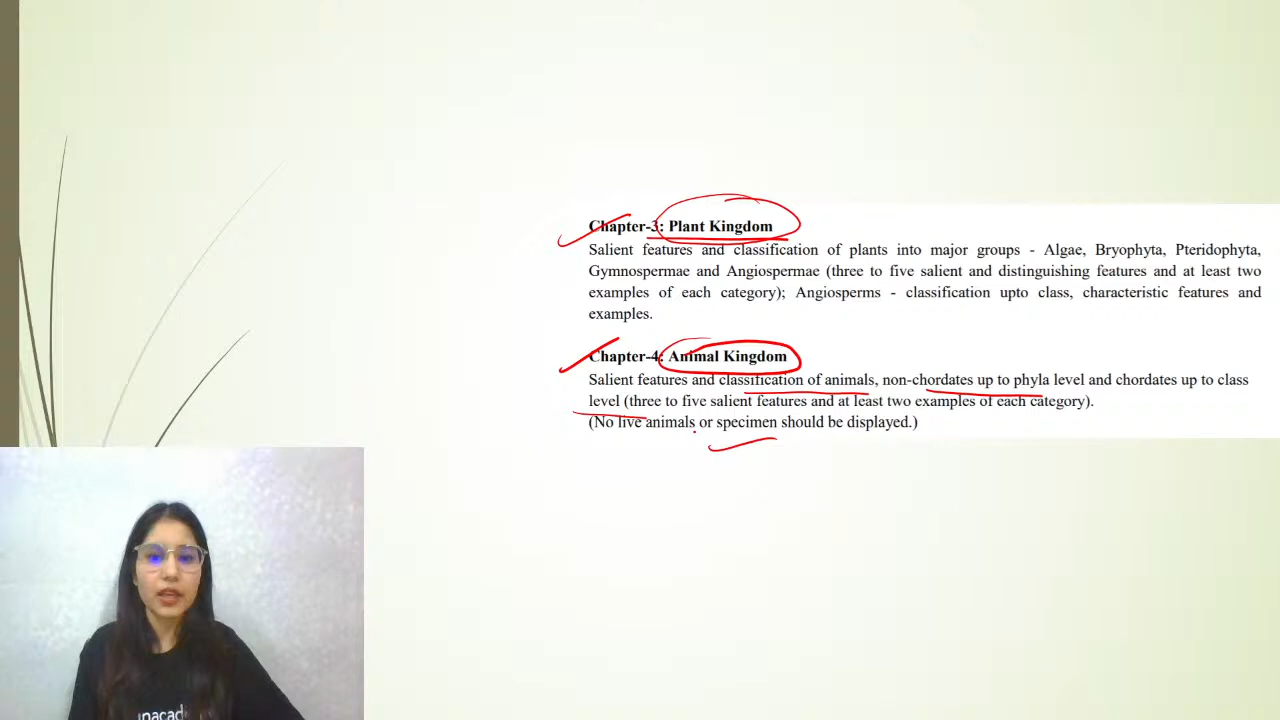 Chapter-3: Plant Kingdom
Salient features and classification of plants into major groups - Algae, Bryophyta, Pteridophyta,
Gymnospermae and Angiospermae (three to five salient and distinguishing features and at least two
examples of each category); Angiosperms - classification upto class, characteristic features and
examples.
Chapter-4: Animal Kingdom
Salient features and classification of animals, non-chordates up to phyla level and chordates up to class
level (three to five salient features and at least two examples of each category).
(No live animals or specimen should be displayed.)